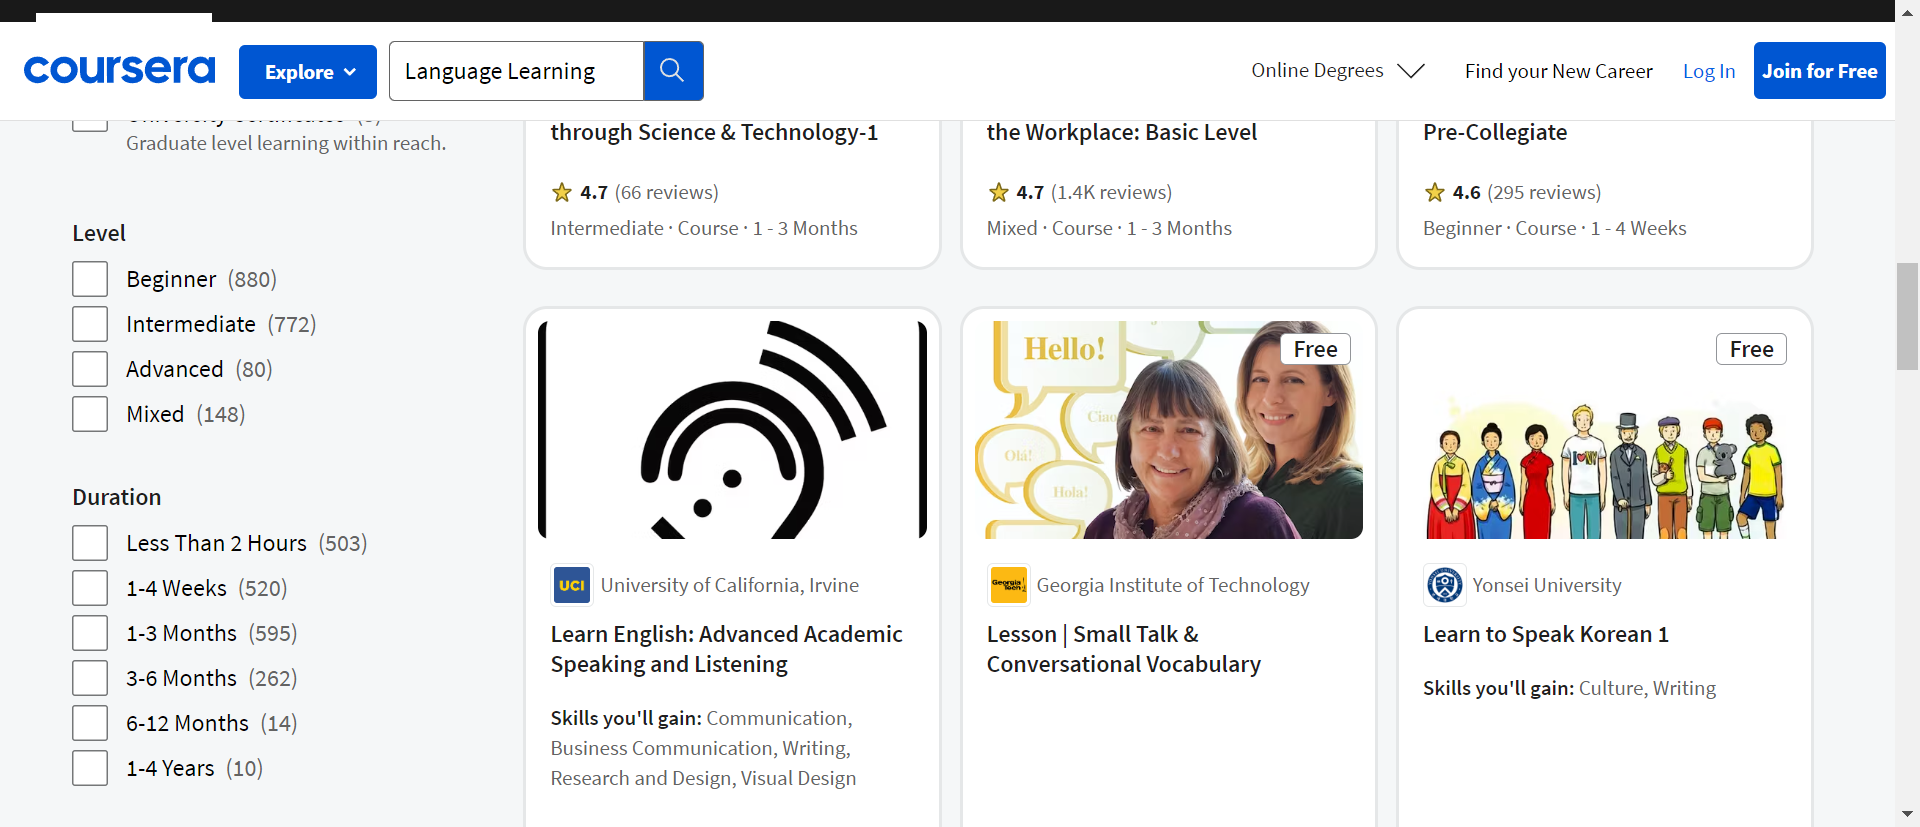 coursera
Explore
Language Learning
Online Degrees
Find your New Career
Log In
Join for Free
University Certificates
Graduate level learning within reach.
Level
Beginner (880)
Intermediate (772)
Advanced (80)
Mixed (148)
Duration
Less Than 2 Hours (503)
1-4 Weeks (520)
1-3 Months (595)
3-6 Months (262)
6-12 Months (14)
1-4 Years (10)
through Science & Technology-1
4.7 (66 reviews)
Intermediate · Course · 1 - 3 Months
the Workplace: Basic Level
4.7 (1.4K reviews)
Mixed · Course · 1 - 3 Months
Pre-Collegiate
4.6 (295 reviews)
Beginner · Course · 1 - 4 Weeks
UCI
University of California, Irvine
Learn English: Advanced Academic
Speaking and Listening
Skills you'll gain: Communication,
Business Communication, Writing,
Research and Design, Visual Design
Hello!
Ciao
Olá!
Hola!
Free
Georgia Tech
Georgia Institute of Technology
Lesson | Small Talk &
Conversational Vocabulary
Free
I ♥ NY
Yonsei University
Learn to Speak Korean 1
Skills you'll gain: Culture, Writing